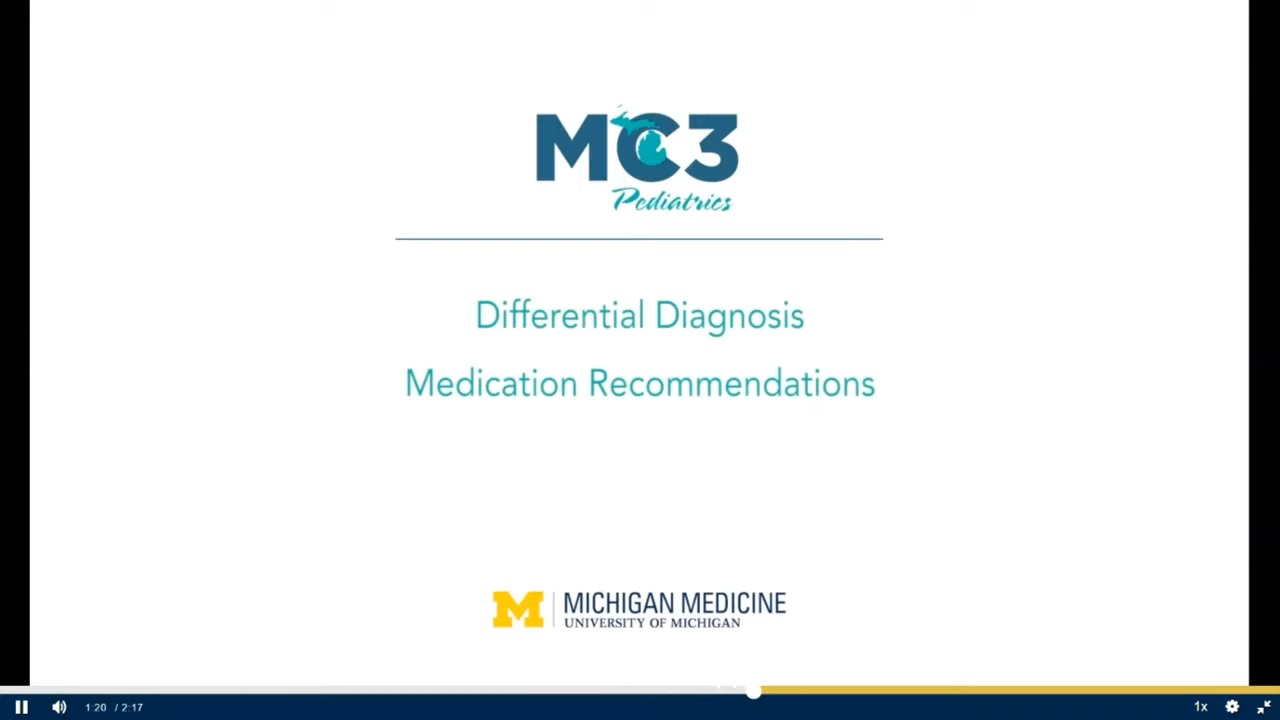 MC3
Pediatrics
Differential Diagnosis
Medication Recommendations
M
MICHIGAN MEDICINE
UNIVERSITY OF MICHIGAN
1:20 / 2:17
1x